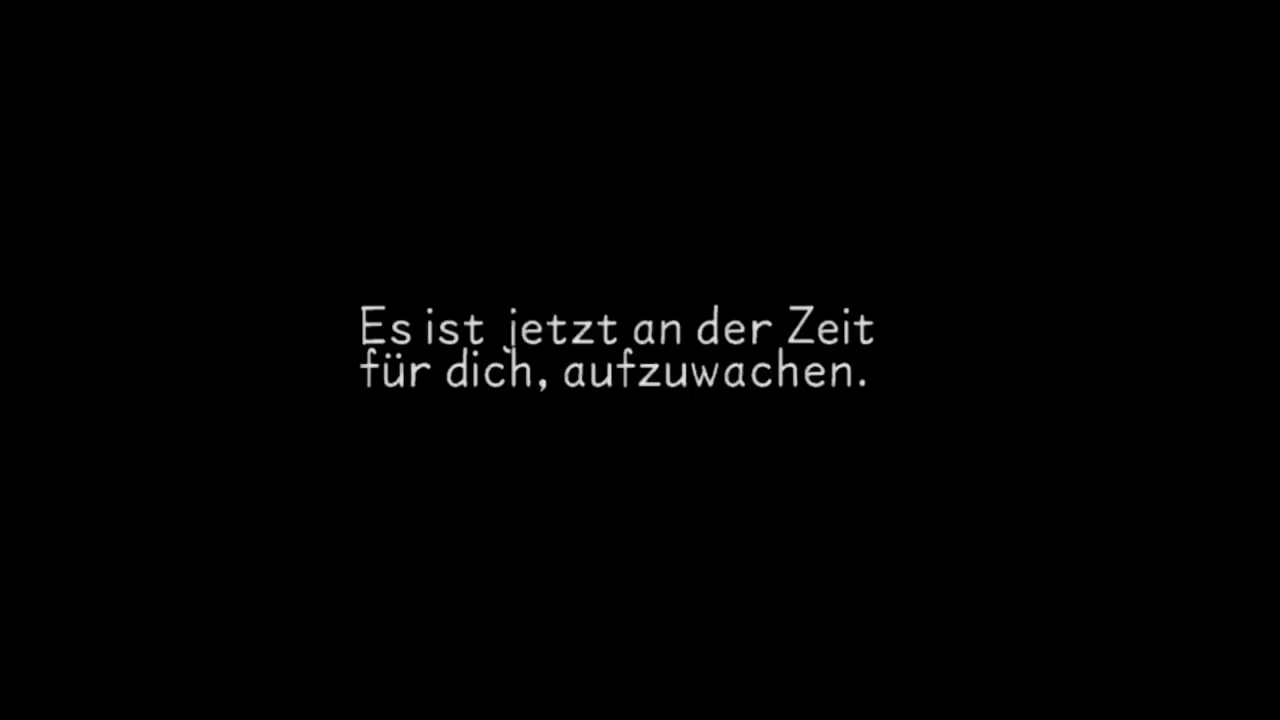 Es ist jetzt an der Zeit
für dich, aufzuwachen.